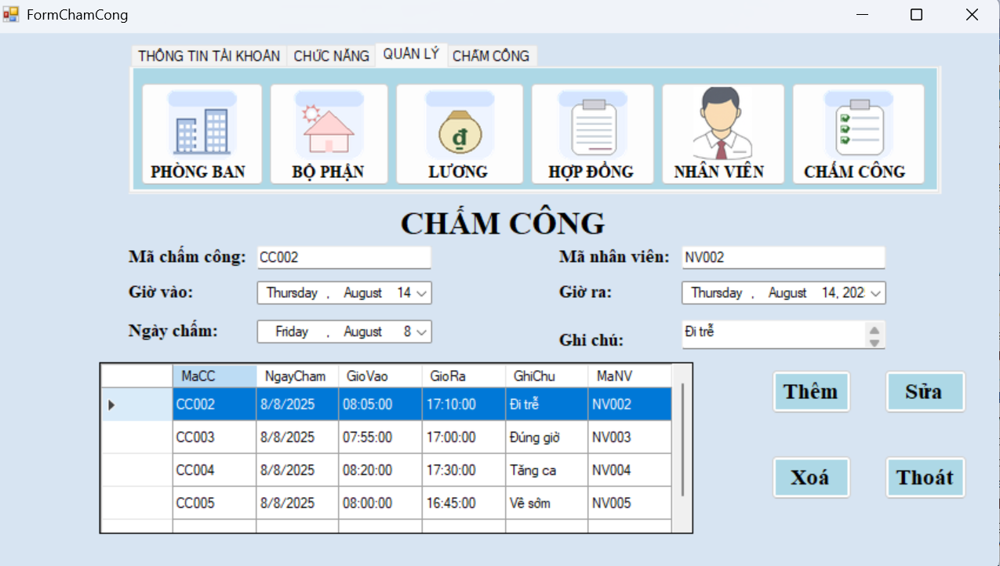 FormChamCong
THÔNG TIN TÀI KHOẢN CHỨC NĂNG QUẢN LÝ CHẤM CÔNG
đ
PHÒNG BAN BỘ PHẬN LƯƠNG HỢP ĐỒNG NHÂN VIÊN CHẤM CÔNG
CHẤM CÔNG
Mã chấm công: CC002 Mã nhân viên: NV002
Giờ vào: Thursday , August 14 Giờ ra: Thursday , August 14, 202
Ngày chấm: Friday , August 8 Ghi chú: Đi trễ
MaCC NgayCham GioVao GioRa GhiChu MaNV
CC002 8/8/2025 08:05:00 17:10:00 Đi trễ NV002
CC003 8/8/2025 07:55:00 17:00:00 Đúng giờ NV003
CC004 8/8/2025 08:20:00 17:30:00 Tăng ca NV004
CC005 8/8/2025 08:00:00 16:45:00 Về sớm NV005
Thêm Sửa
Xoá Thoát